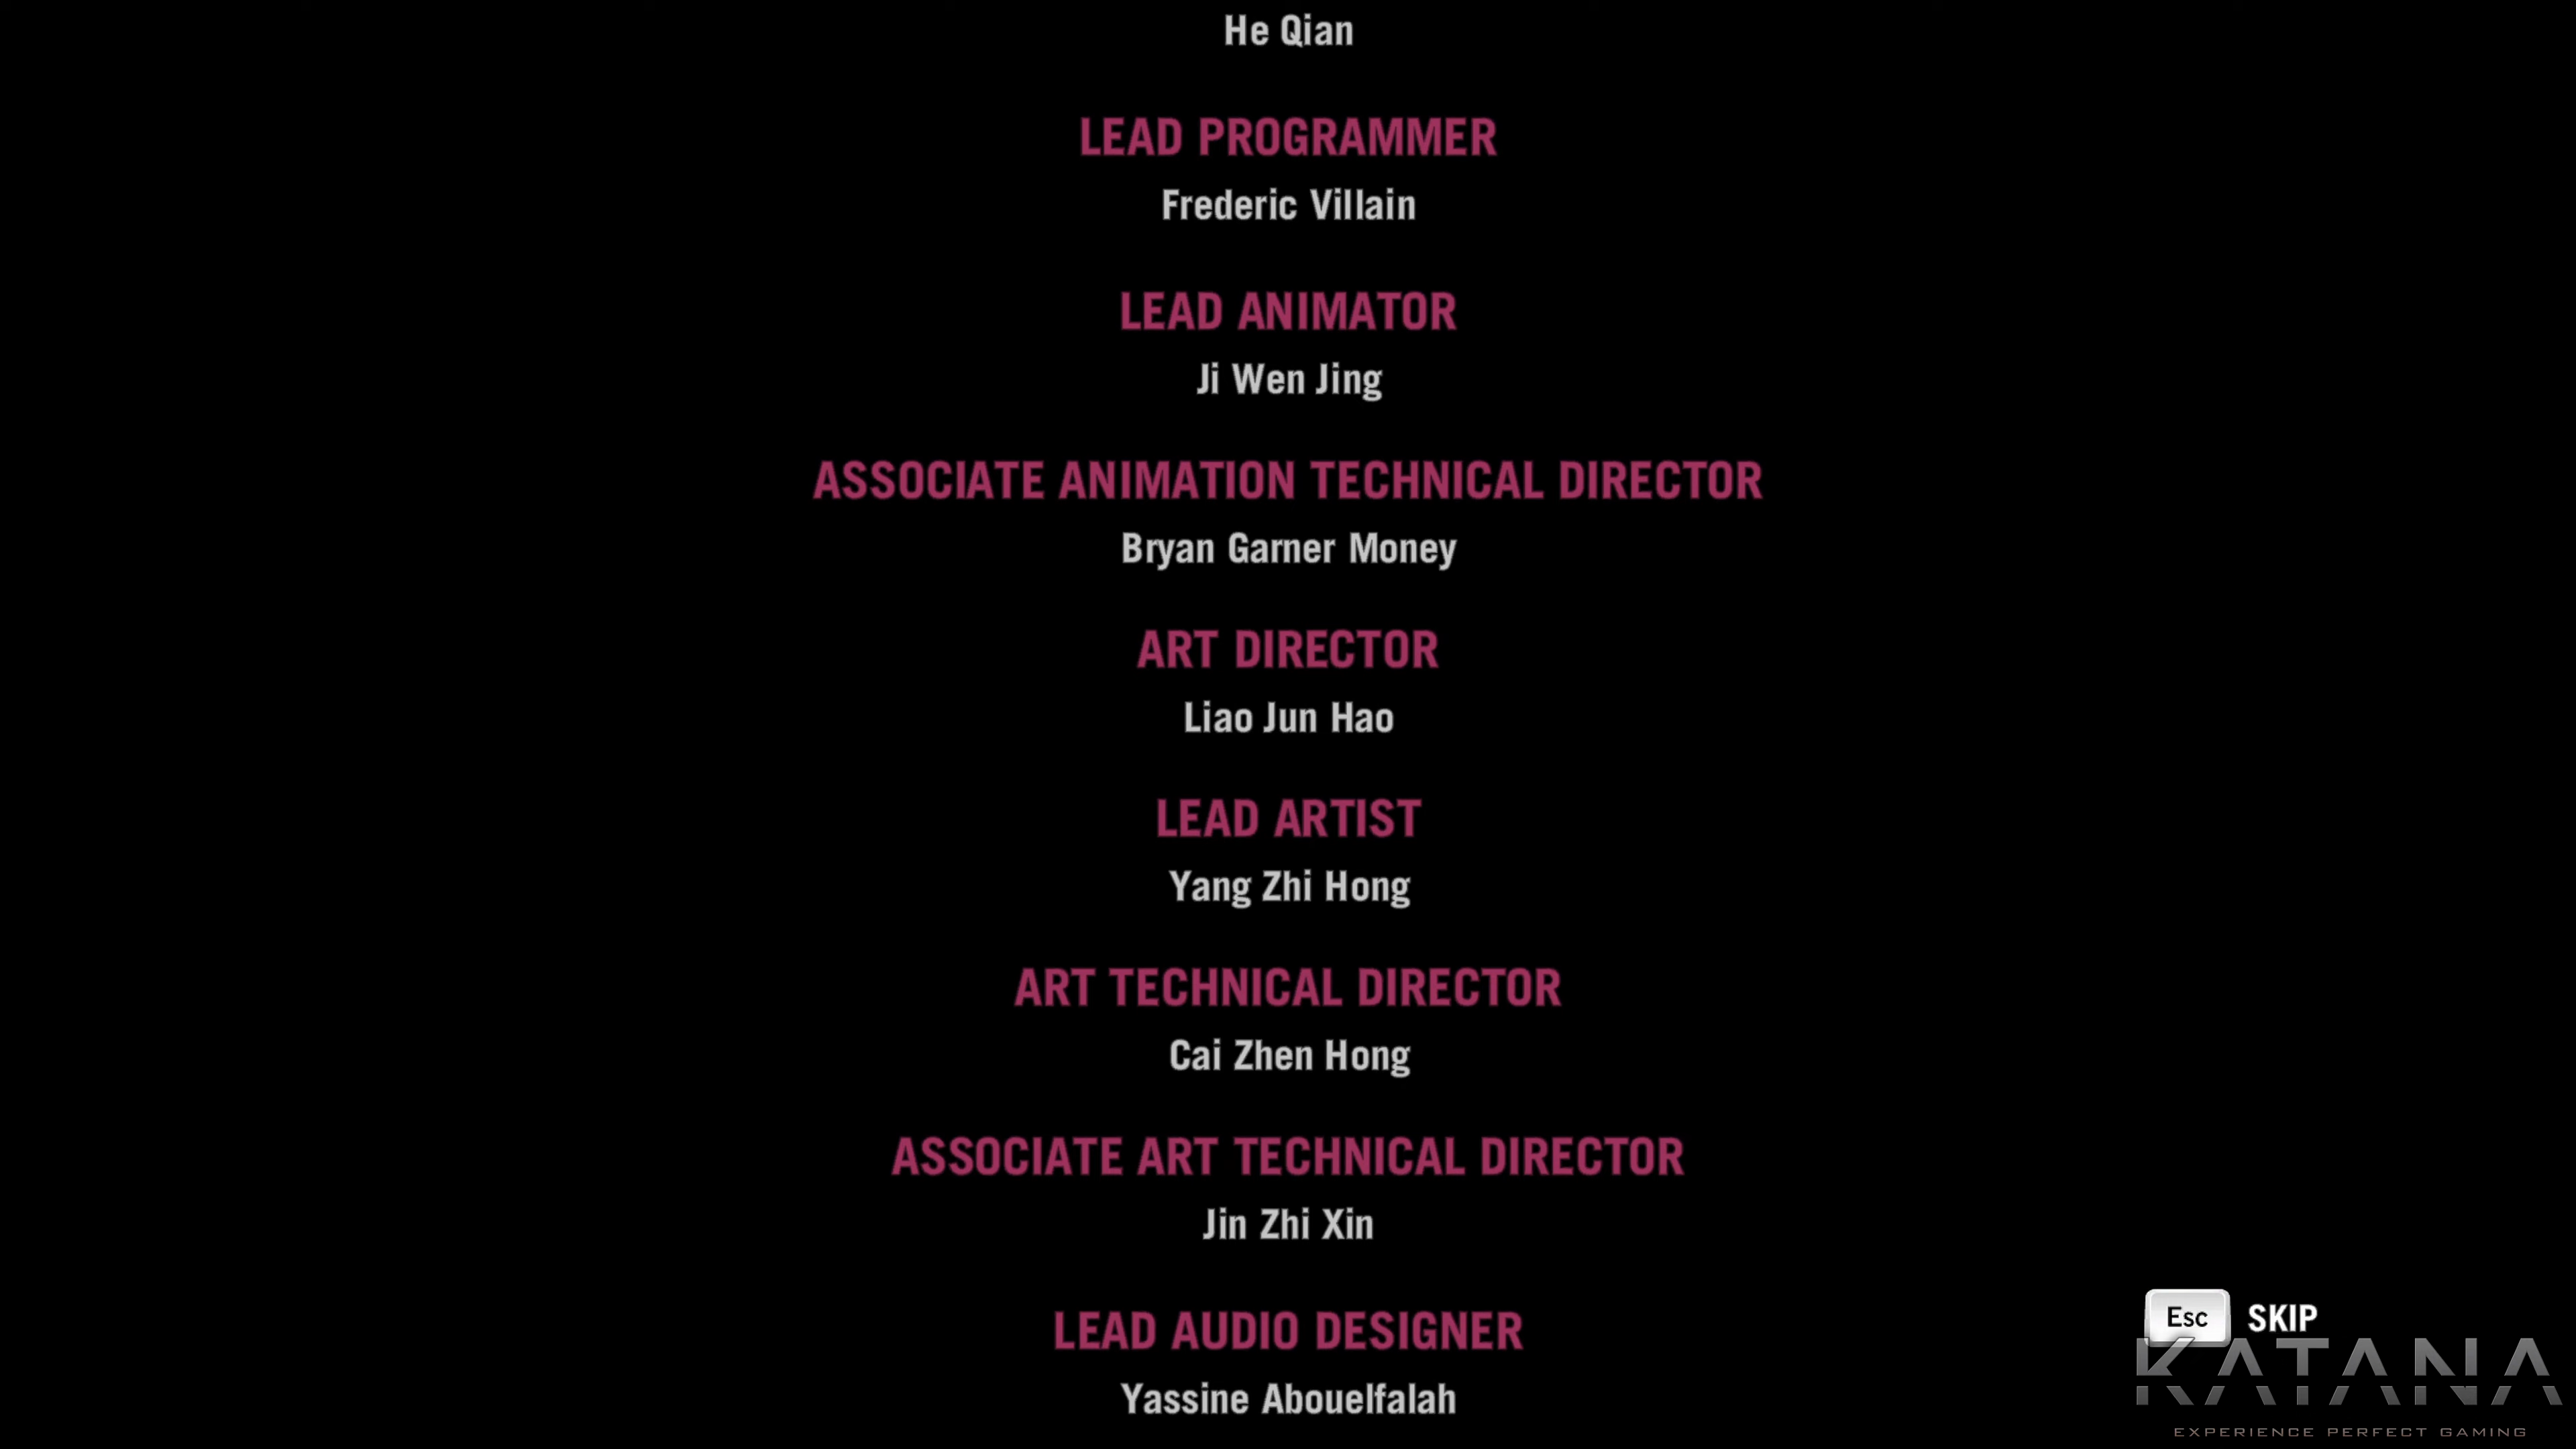 He Qian
LEAD PROGRAMMER
Frederic Villain
LEAD ANIMATOR
Ji Wen Jing
ASSOCIATE ANIMATION TECHNICAL DIRECTOR
Bryan Garner Money
ART DIRECTOR
Liao Jun Hao
LEAD ARTIST
Yang Zhi Hong
ART TECHNICAL DIRECTOR
Cai Zhen Hong
ASSOCIATE ART TECHNICAL DIRECTOR
Jin Zhi Xin
LEAD AUDIO DESIGNER
Yassine Abouelfalah
Esc SKIP
KATANA
EXPERIENCE PERFECT GAMING